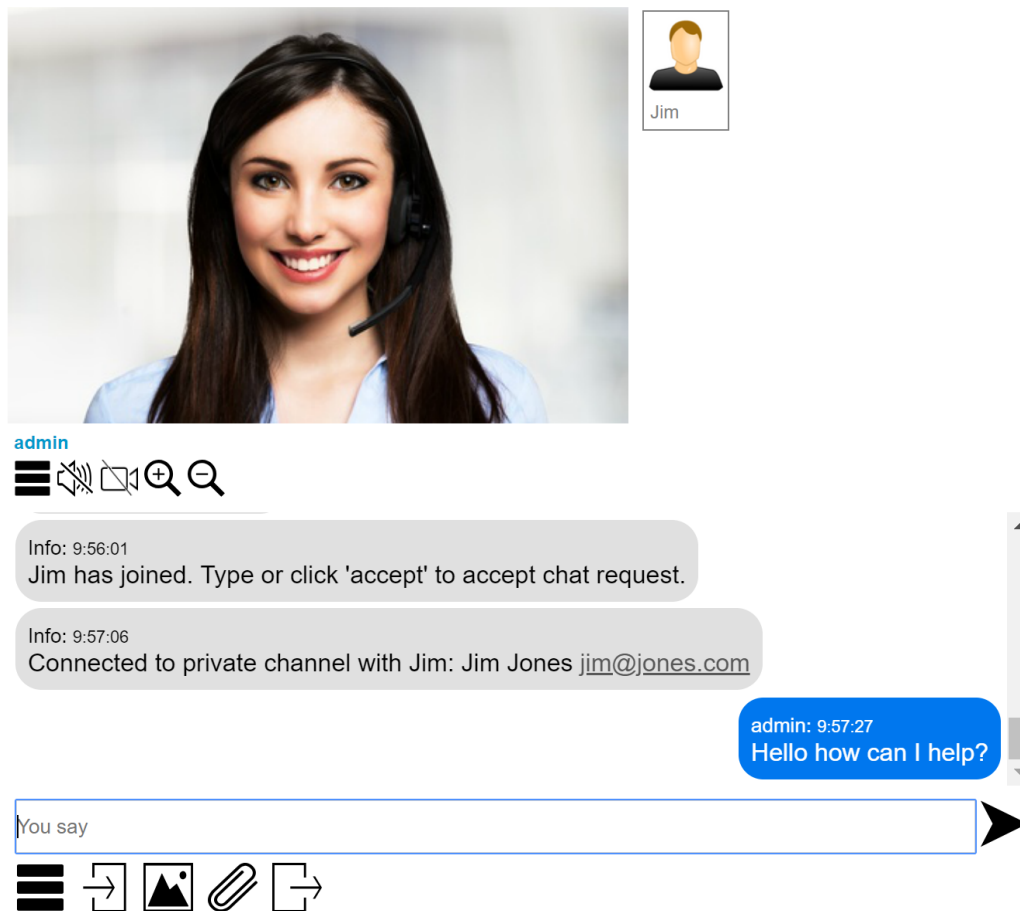 Jim
admin
Info: 9:56:01
Jim has joined. Type or click 'accept' to accept chat request.
Info: 9:57:06
Connected to private channel with Jim: Jim Jones jim@jones.com
admin: 9:57:27
Hello how can I help?
You say